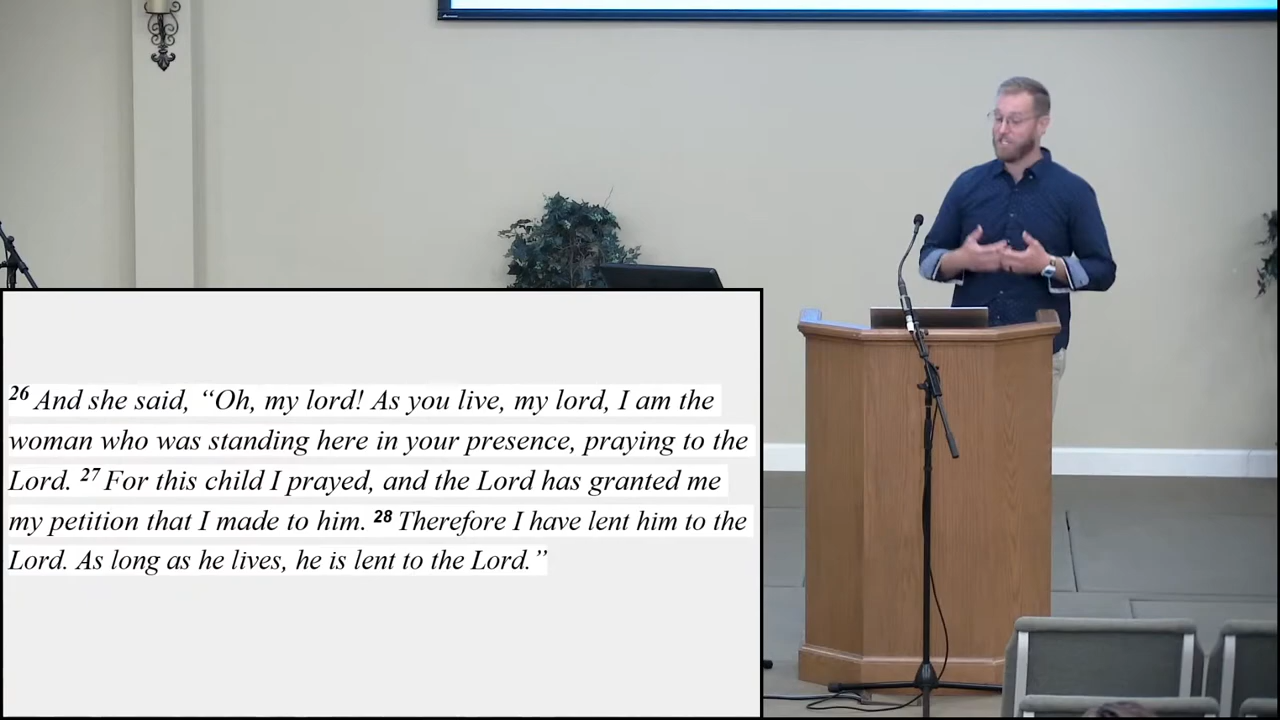 26 And she said, “Oh, my lord! As you live, my lord, I am the
woman who was standing here in your presence, praying to the
Lord. 27 For this child I prayed, and the Lord has granted me
my petition that I made to him. 28 Therefore I have lent him to the
Lord. As long as he lives, he is lent to the Lord.”